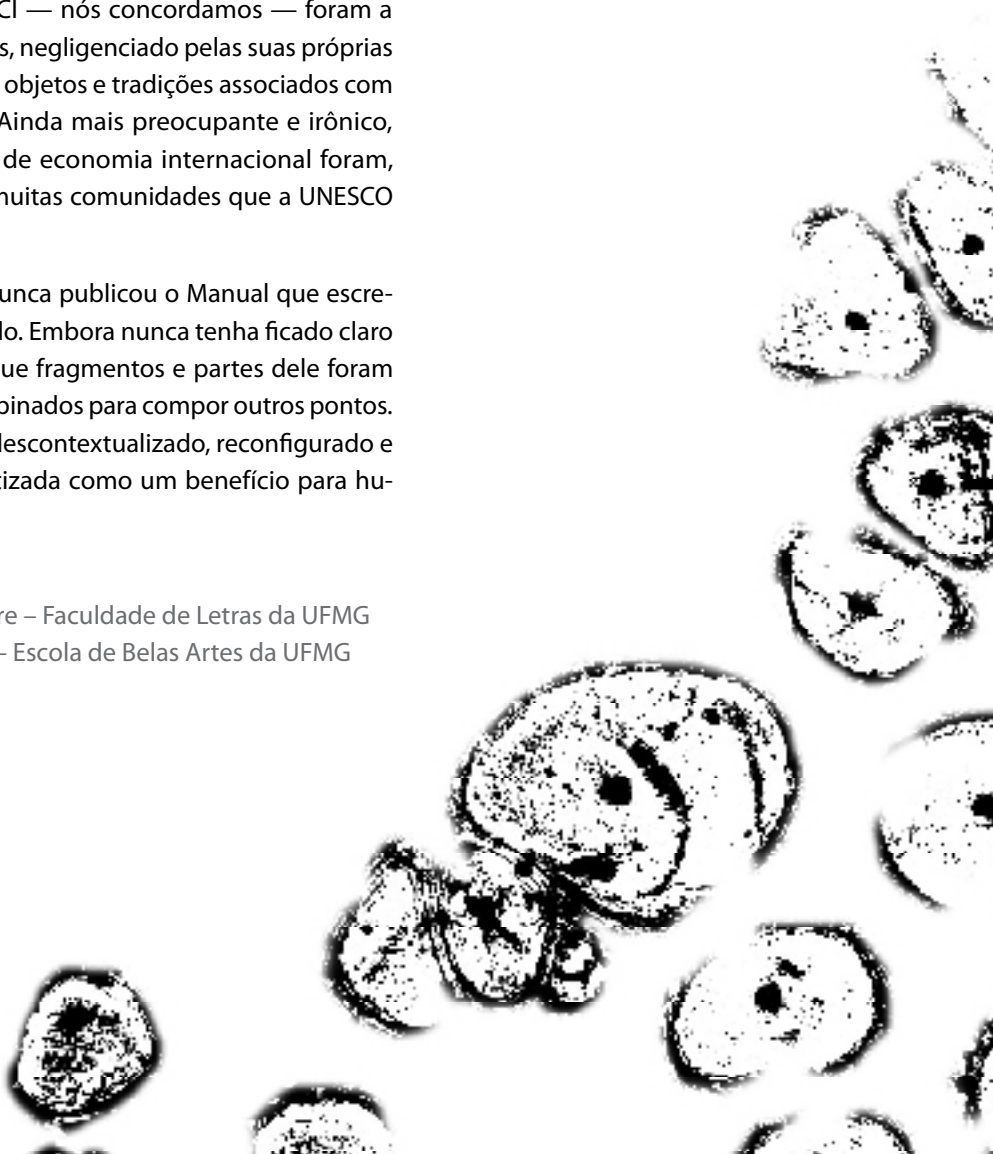 CI — nós concordamos — foram a
s, negligenciado pelas suas próprias
objetos e tradições associados com
Ainda mais preocupante e irônico,
de economia internacional foram,
muitas comunidades que a UNESCO
unca publicou o Manual que escre-
do. Embora nunca tenha ficado claro
que fragmentos e partes dele foram
binados para compor outros pontos.
descontextualizado, reconfigurado e
tizada como um benefício para hu-
re – Faculdade de Letras da UFMG
– Escola de Belas Artes da UFMG